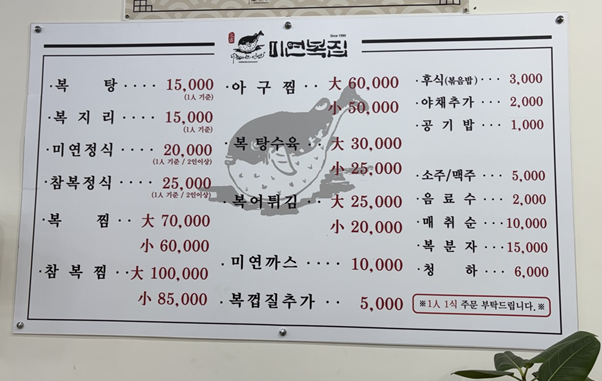 Since 1990
미연복집
·복 탕 ···· 15,000
(1人 기준)
·복 지 리 ···· 15,000
(1人 기준)
·미연정식 ···· 20,000
(1人 기준 / 2인이상)
·참복정식 ···· 25,000
(1人 기준 / 2인이상)
·복 찜 ·· 大 70,000
小 60,000
·참 복 찜 ·· 大 100,000
小 85,000
·아 구 찜 ·· 大 60,000
小 50,000
·복 탕수육 ·· 大 30,000
小 25,000
·복어튀김 ·· 大 25,000
小 20,000
·미연까스 ···· 10,000
·복껍질추가 ·· 5,000
·후식(볶음밥)··· 3,000
·야채추가 ··· 2,000
·공 기 밥 ··· 1,000
·소주/맥주 ··· 5,000
·음 료 수 ··· 2,000
·매 취 순 ··· 10,000
·복 분 자 ··· 15,000
·청 하 ··· 6,000
※1人 1식 주문 부탁드립니다.※